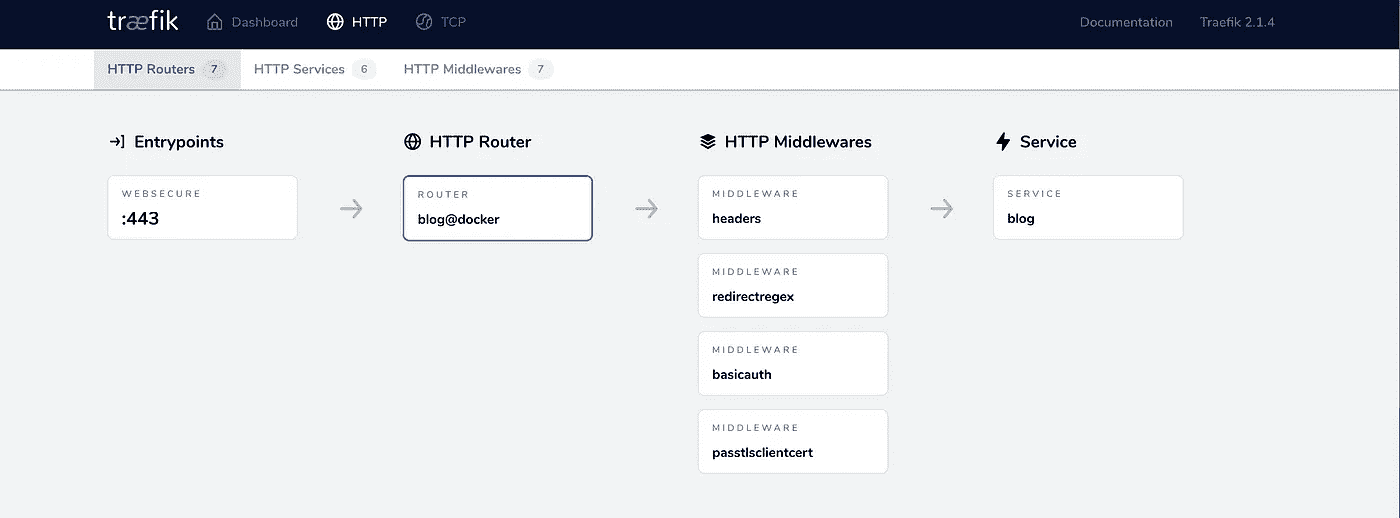 træfik Dashboard HTTP TCP Documentation Traefik 2.1.4
HTTP Routers 7 HTTP Services 6 HTTP Middlewares 7
Entrypoints
WEBSECURE
:443
HTTP Router
ROUTER
blog@docker
HTTP Middlewares
MIDDLEWARE
headers
MIDDLEWARE
redirectregex
MIDDLEWARE
basicauth
MIDDLEWARE
passtlsclientcert
Service
SERVICE
blog